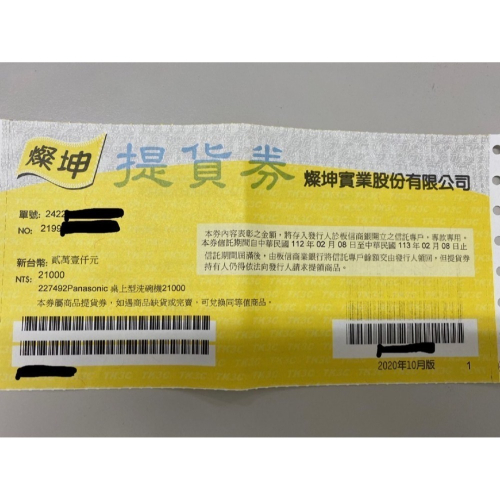 燦坤
提貨券
燦坤實業股份有限公司
單號: 2422
NO: 2199
本券內容表彰之金額，將存入發行人於板信商銀開立之信託專戶，專款專用。
本券儲託期間自中華民國 112 年 02 月 08 日至中華民國 113 年 02 月 08 日止
信託期間屆滿後，由板信商業銀行將信託專戶餘額交由發行人領回，但提貨券
持有人仍得依法向發行人請求提領商品。
新台幣: 貳萬壹仟元
NTS: 21000
227492Panasonic 桌上型洗碗機21000
本券屬商品提貨券，如遇商品缺貨或完賣，可兌換同等值商品。
2020年10月版
1